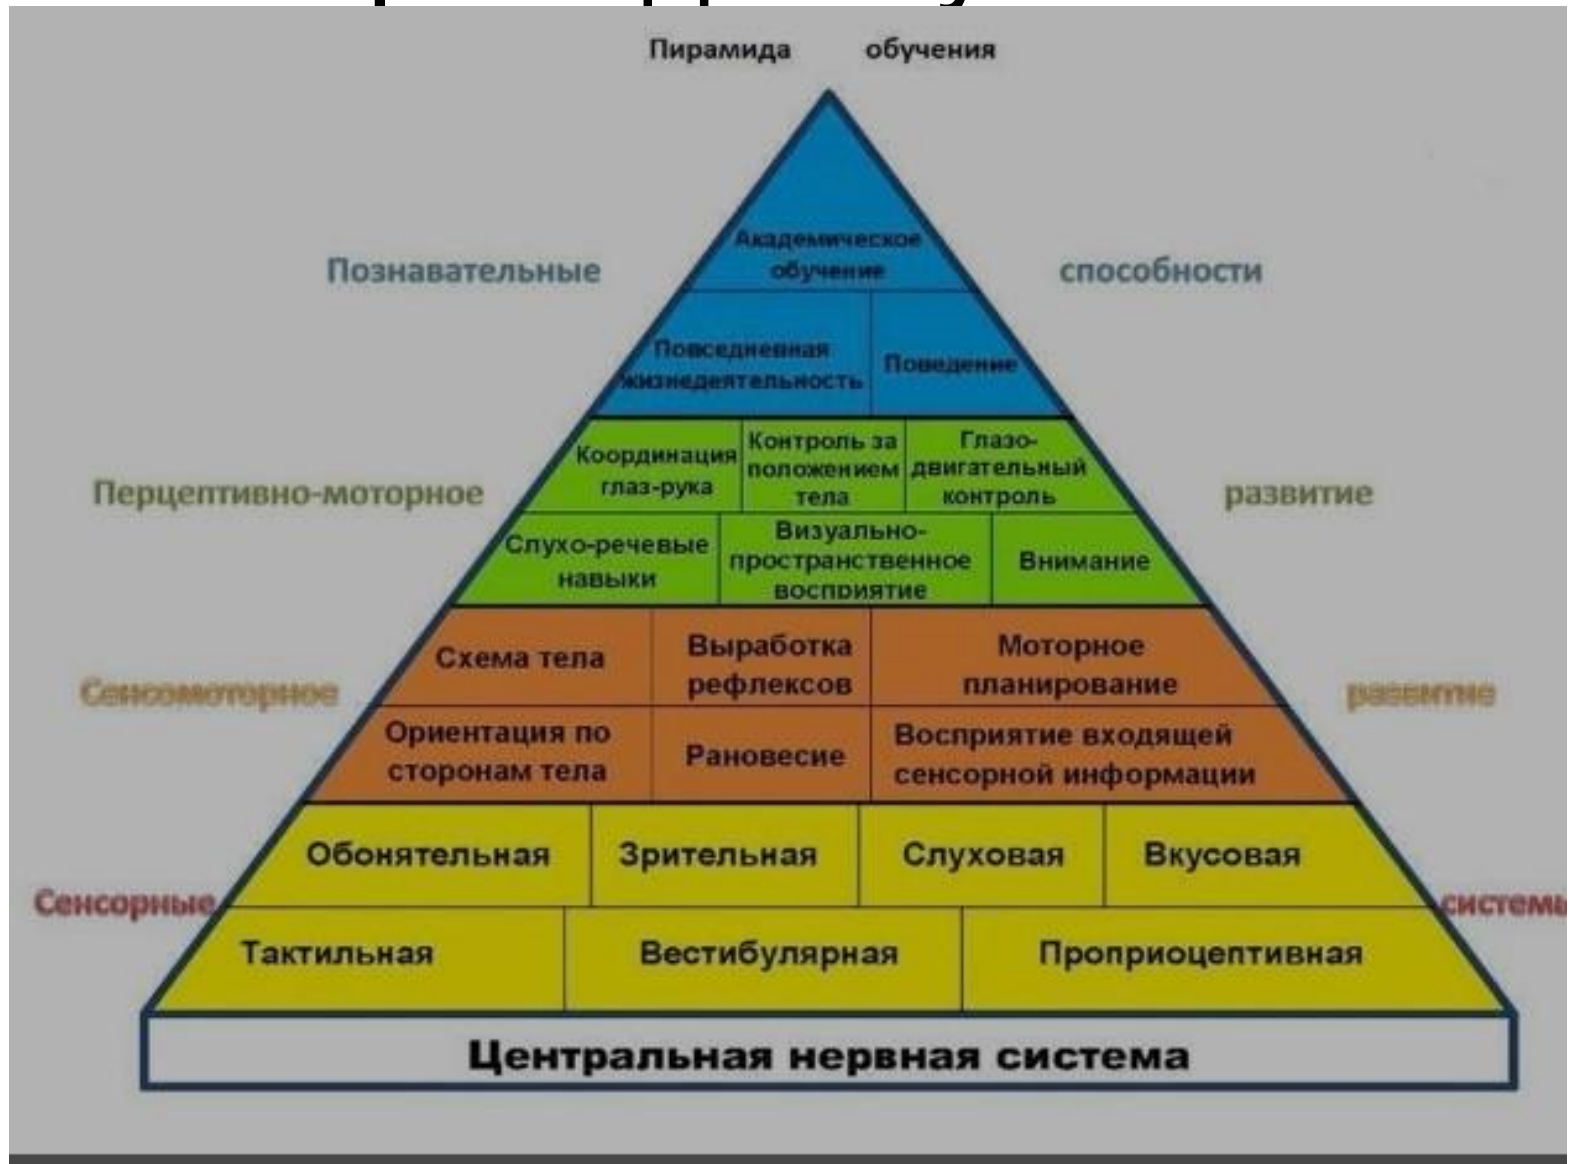 Пирамида обучения
Академическое
обучение
Познавательные способности
Повседневная
жизнедеятельность
Поведение
Координация
глаз-рука
Контроль за
положением
тела
Глазо-
двигательный
контроль
Перцептивно-моторное развитие
Слухо-речевые
навыки
Визуально-
пространственное
восприятие
Внимание
Схема тела
Выработка
рефлексов
Моторное
планирование
Сенсомоторное развитие
Ориентация по
сторонам тела
Рановесие
Восприятие входящей
сенсорной информации
Обонятельная
Зрительная
Слуховая
Вкусовая
Сенсорные системы
Тактильная
Вестибулярная
Проприоцептивная
Центральная нервная система